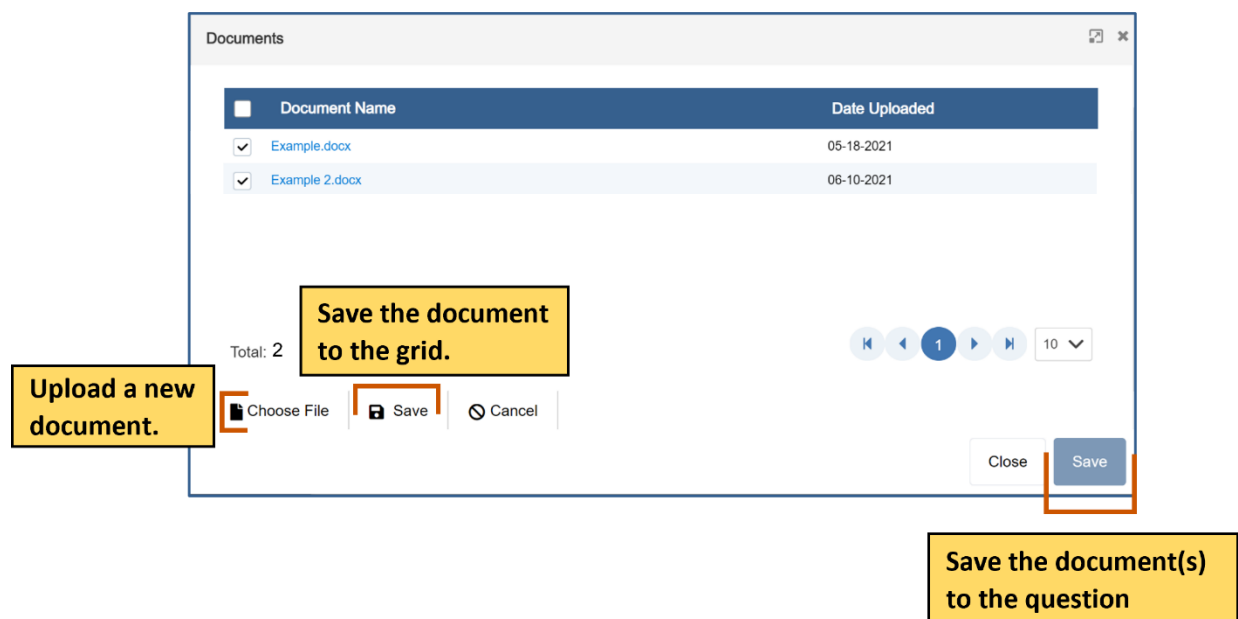 Documents
Document Name Date Uploaded
Example.docx 05-18-2021
Example 2.docx 06-10-2021
Save the document
to the grid.
Total: 2
1
10
Upload a new
document.
Choose File Save Cancel
Close Save
Save the document(s)
to the question